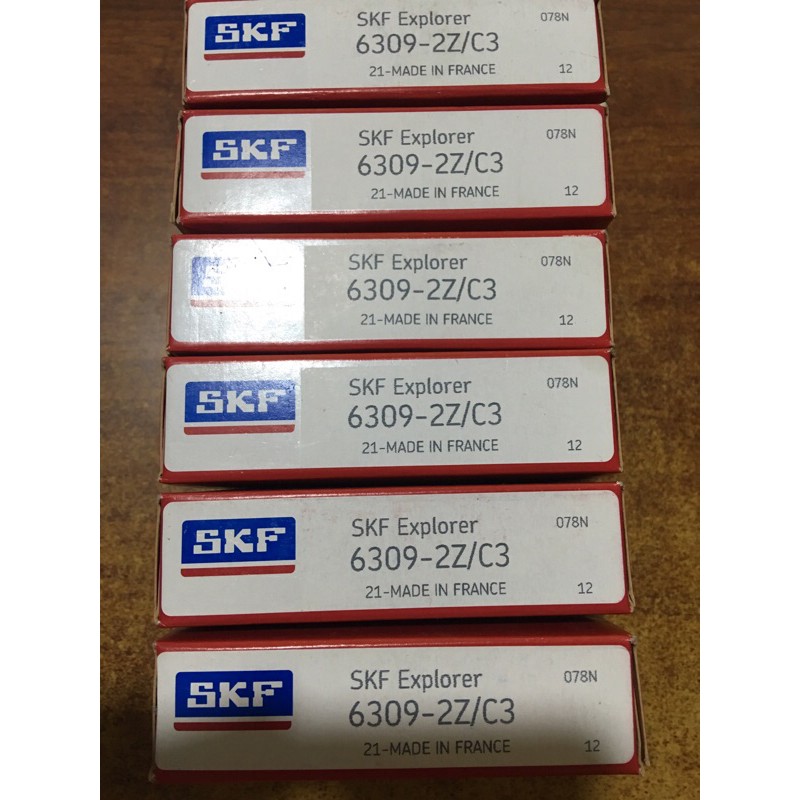 SKF
SKF Explorer 078N
6309-2Z/C3
21-MADE IN FRANCE 12
SKF
SKF Explorer 078N
6309-2Z/C3
21-MADE IN FRANCE 12
SKF
SKF Explorer 078N
6309-2Z/C3
21-MADE IN FRANCE 12
SKF
SKF Explorer 078N
6309-2Z/C3
21-MADE IN FRANCE 12
SKF
SKF Explorer 078N
6309-2Z/C3
21-MADE IN FRANCE 12
SKF
SKF Explorer 078N
6309-2Z/C3
21-MADE IN FRANCE 12